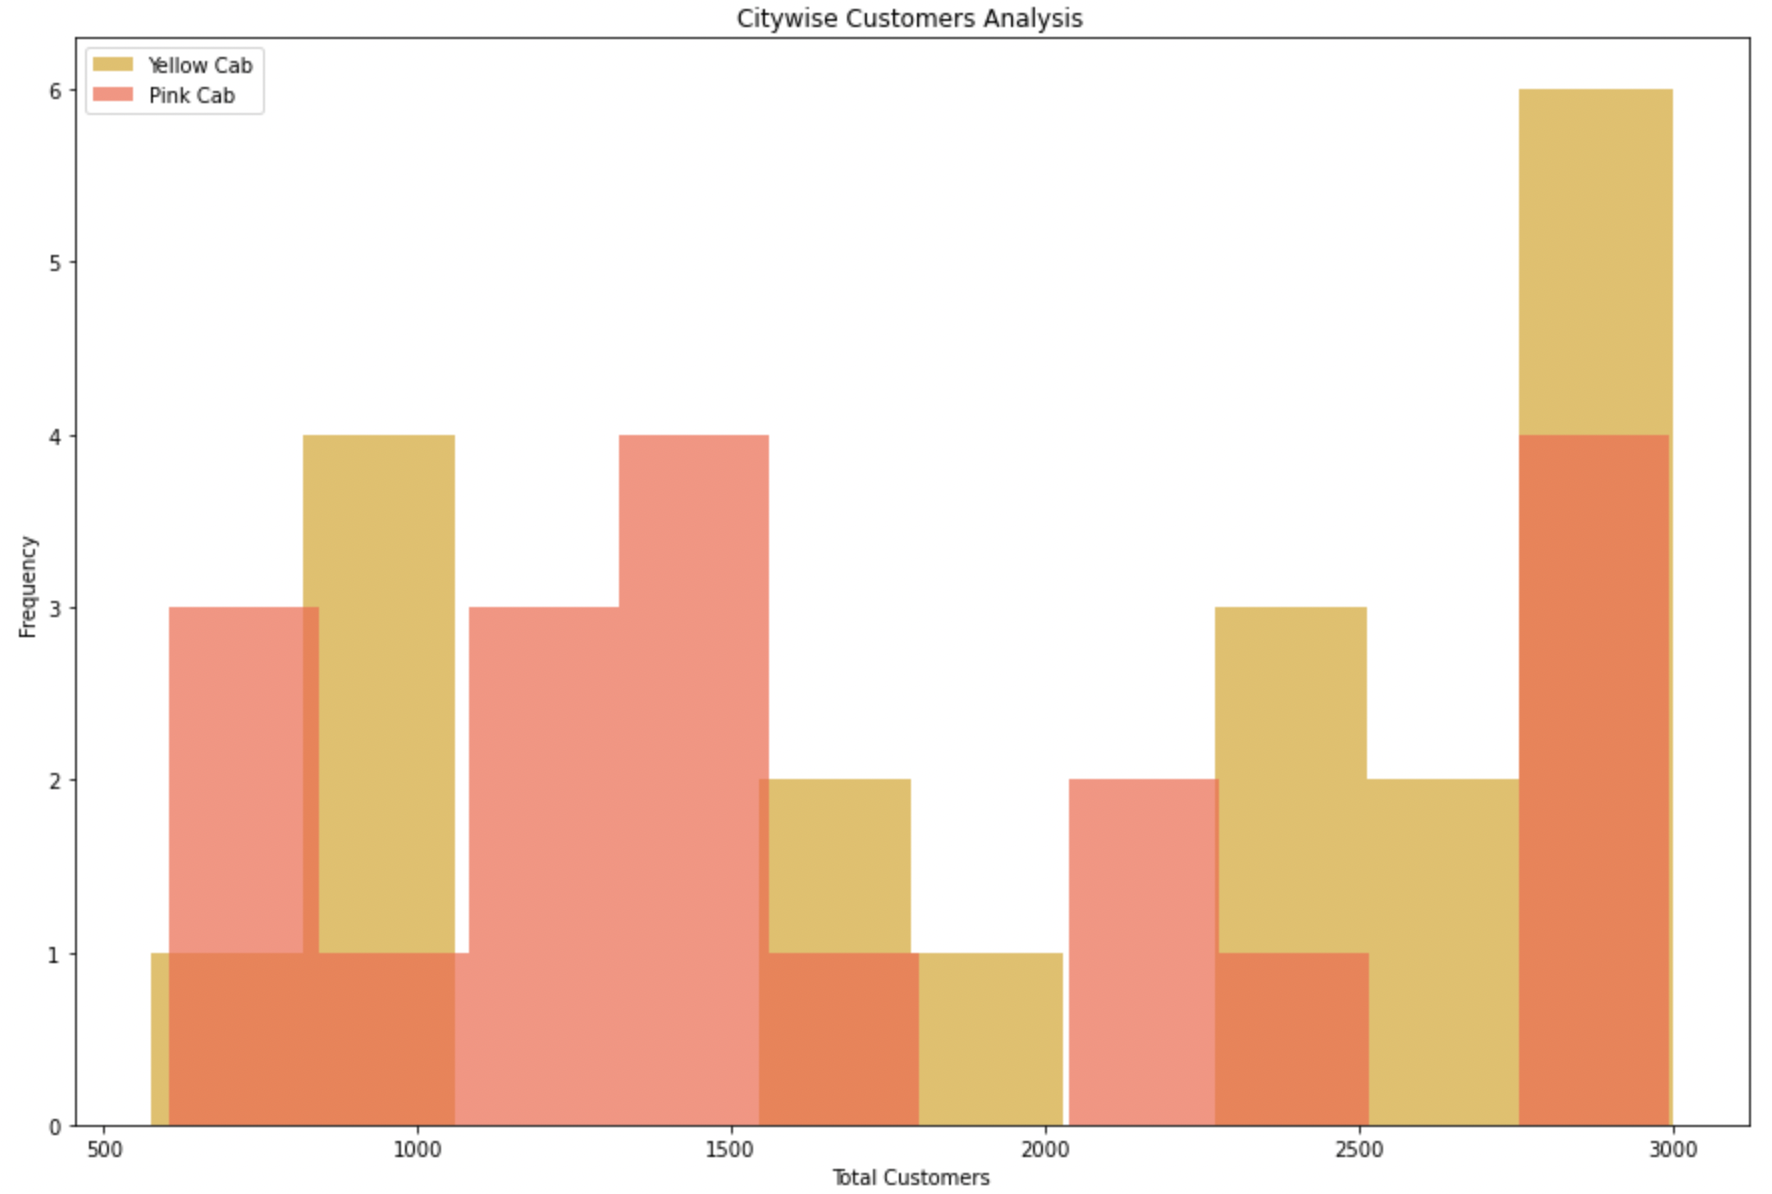 Citywise Customers Analysis
Yellow Cab
Pink Cab
6
5
4
3
2
1
0
Frequency
500 1000 1500 2000 2500 3000
Total Customers